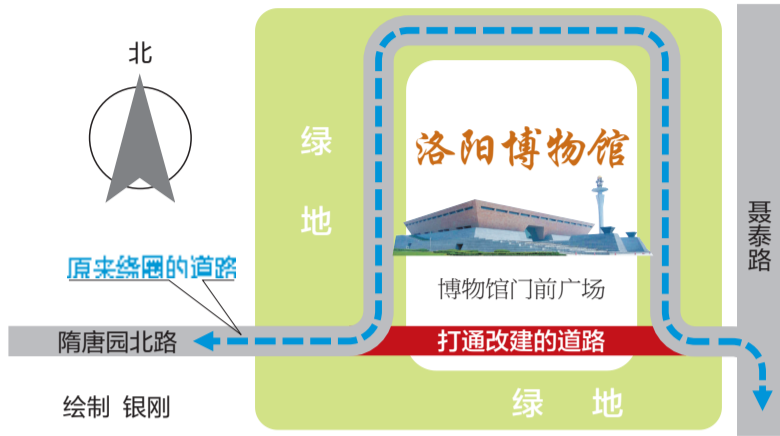 北
绿
地
洛阳博物馆
聂泰路
原来绕圈的道路
博物馆门前广场
隋唐园北路
打通改建的道路
绘制 银刚
绿 地